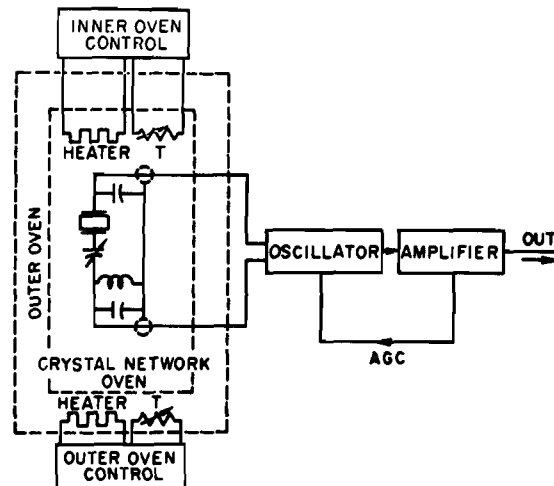 INNER OVEN
CONTROL
HEATER T
OUTER OVEN
OSCILLATOR
AMPLIFIER
OUT
AGC
CRYSTAL NETWORK
OVEN
HEATER T
OUTER OVEN
CONTROL